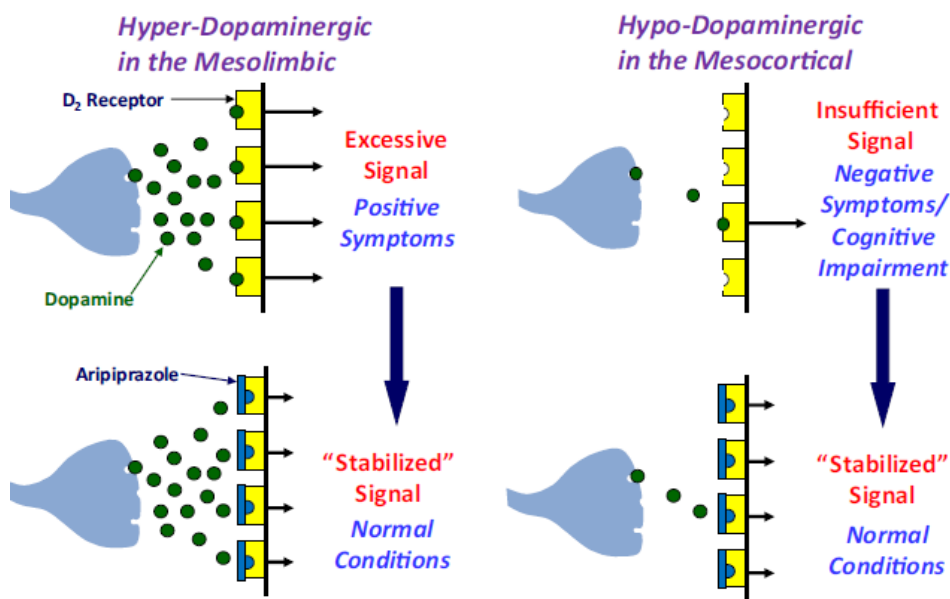 Hyper-Dopaminergic
in the Mesolimbic
D₂ Receptor
Excessive
Signal
Positive
Symptoms
Dopamine
Aripiprazole
“Stabilized”
Signal
Normal
Conditions
Hypo-Dopaminergic
in the Mesocortical
Insufficient
Signal
Negative
Symptoms/
Cognitive
Impairment
“Stabilized”
Signal
Normal
Conditions